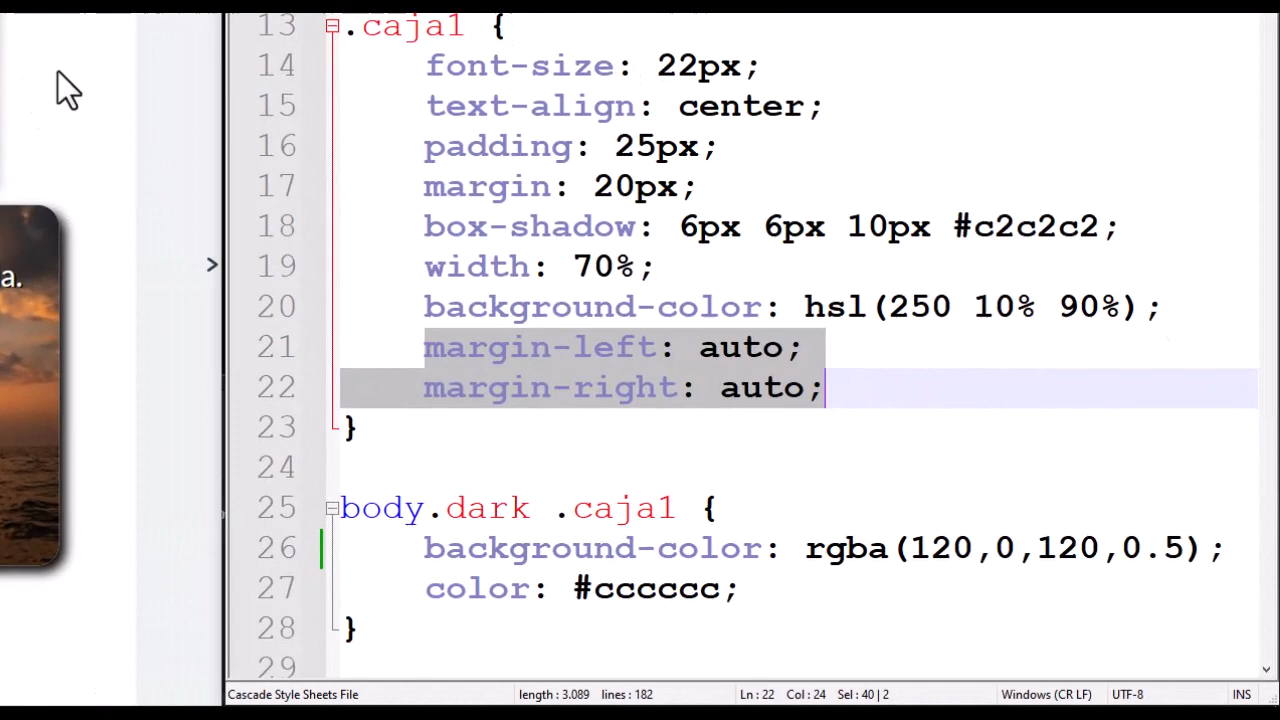 13 .caja1 {
14 font-size: 22px;
15 text-align: center;
16 padding: 25px;
17 margin: 20px;
18 box-shadow: 6px 6px 10px #c2c2c2;
a.
19 width: 70%;
20 background-color: hsl(250 10% 90%);
21 margin-left: auto;
22 margin-right: auto;
23 }
24
25 body.dark .caja1 {
26 background-color: rgba(120,0,120,0.5);
27 color: #cccccc;
28 }
29
Cascade Style Sheets File length : 3.089 lines : 182 Ln : 22 Col : 24 Sel : 40 | 2 Windows (CR LF) UTF-8 INS